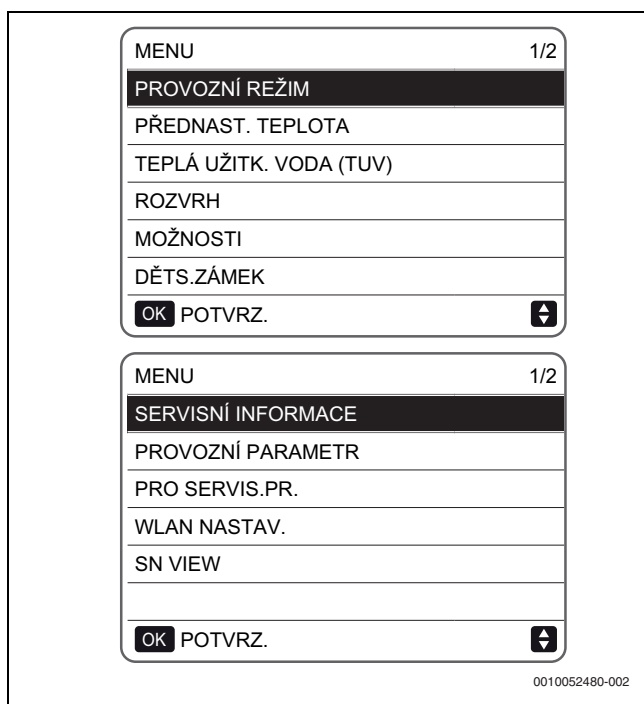 MENU 1/2
PROVOZNÍ REŽIM
PŘEDNAST. TEPLOTA
TEPLÁ UŽITK. VODA (TUV)
ROZVRH
MOŽNOSTI
DĚTS.ZÁMEK
OK POTVRZ.
MENU 1/2
SERVISNÍ INFORMACE
PROVOZNÍ PARAMETR
PRO SERVIS.PR.
WLAN NASTAV.
SN VIEW
OK POTVRZ.
0010052480-002